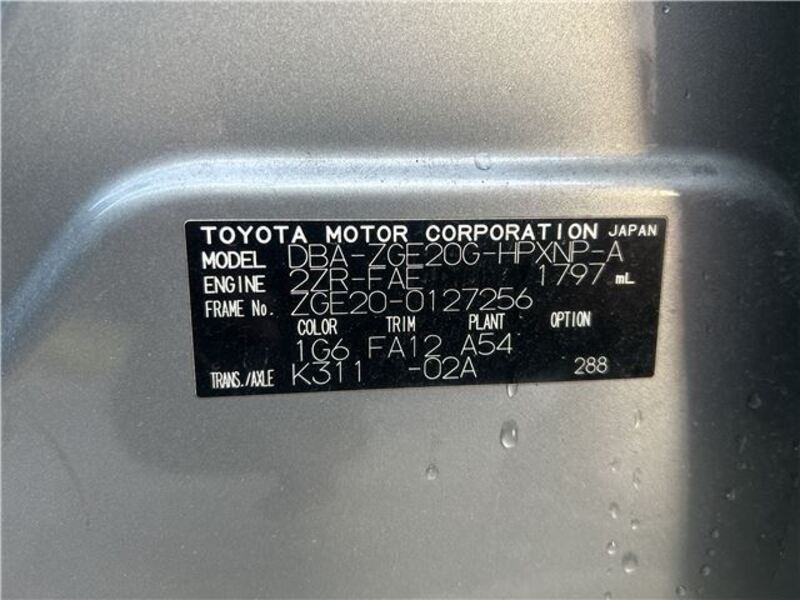 TOYOTA MOTOR CORPORATION JAPAN
MODEL DBA-ZGE20G-HPXNP-A
ENGINE 2ZR-FAE 1797 mL
FRAME No. ZGE20-0127256
COLOR TRIM PLANT OPTION
1G6 FA12 A54
TRANS./AXLE K311 -02A 288